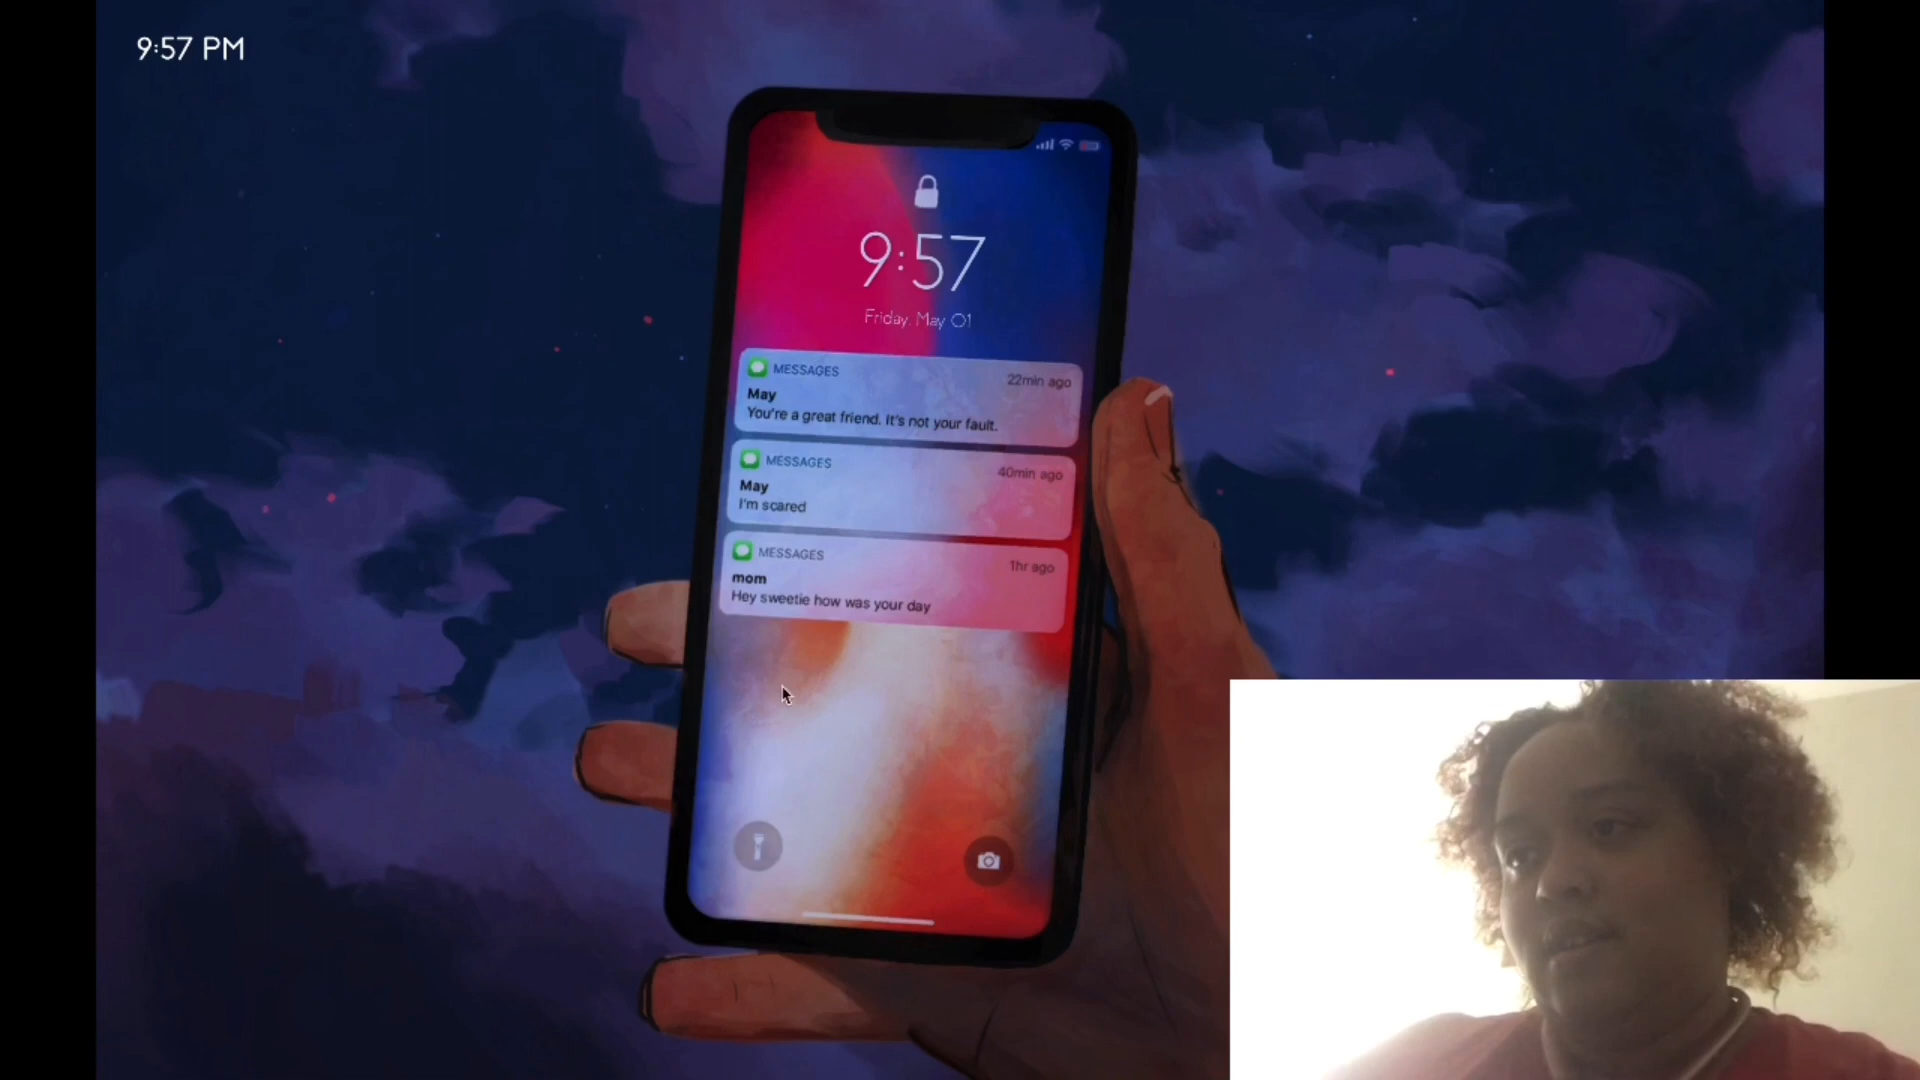 9:57 PM
9:57
Friday, May 01
MESSAGES
22min ago
May
You're a great friend. It's not your fault.
MESSAGES
40min ago
May
I'm scared
MESSAGES
1hr ago
mom
Hey sweetie how was your day